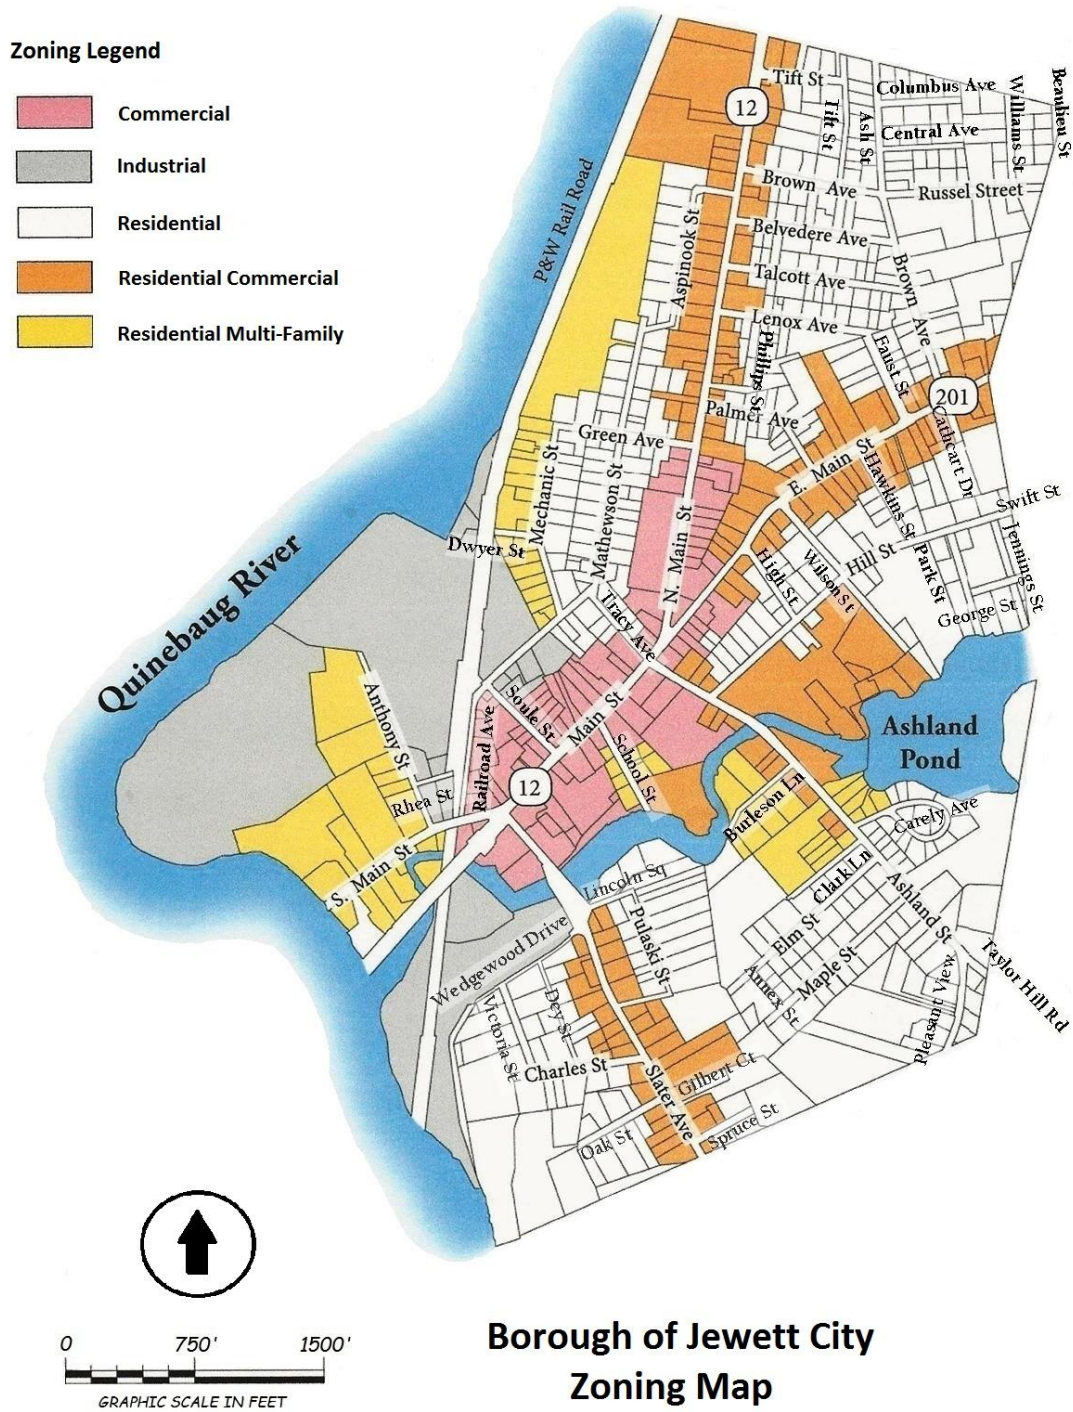 Zoning Legend
Commercial
Industrial
Residential
Residential Commercial
Residential Multi-Family
Tift St
12
Tift St
Ash St
Columbus Ave
Central Ave
Williams St
Beaulieu St
Russel Street
P&W Rail Road
Aspinook St
Brown Ave
Belvedere Ave
Talcott Ave
Lenox Ave
Brown Ave
Phillips St
Faust St
201
Palmer Ave
Green Ave
Cathcart Dr
E. Main St
Hawkins St
Swift St
Mechanic St
Mathewson St
N. Main St
Dwyer St
High St
Wilson St
Hill St
Park St
Jennings St
George St
Quinebaug River
Tracy Ave
Anthony St
Soule St
Main St
Railroad Ave
School St
Ashland
Pond
12
Rhea St
Burleson Ln
Carely Ave
S. Main St
Clark Ln
Lincoln Sq
Ashland St
Pulaski St
Elm St
Maple St
Annex St
Wedgewood Drive
Taylor Hill Rd
Pleasant View
Victoria St
Dey St
Charles St
Slater Ave
Gilbert Ct
Oak St
Spruce St
0 750' 1500'
GRAPHIC SCALE IN FEET
Borough of Jewett City
Zoning Map